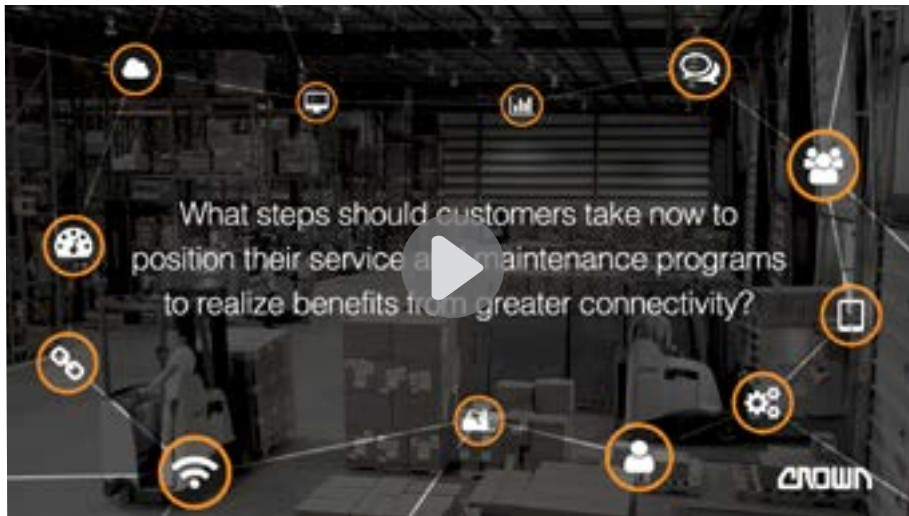 What steps should customers take now to
position their service and maintenance programs
to realize benefits from greater connectivity?
CROWN